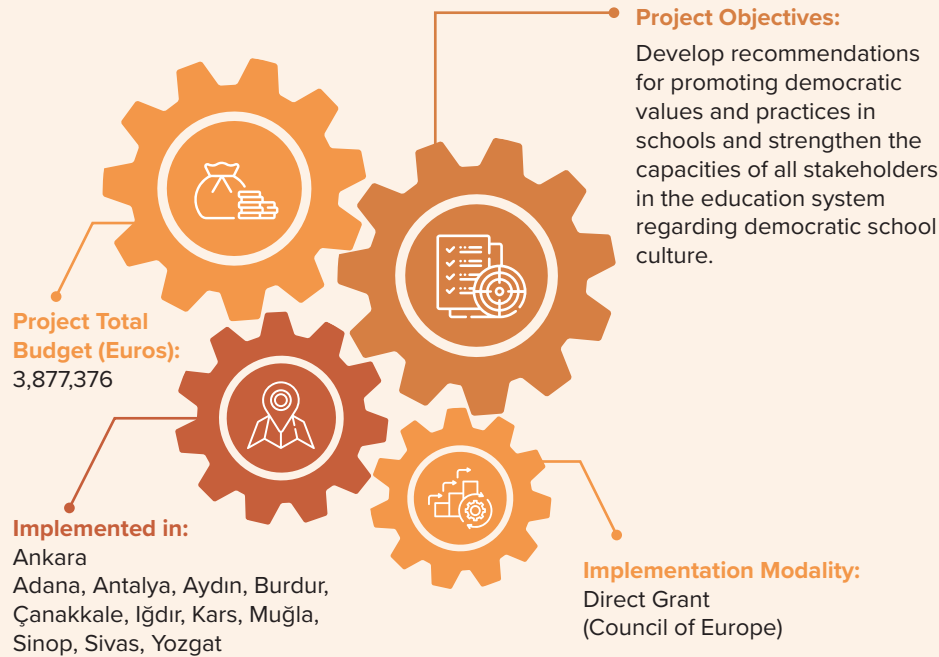 Project Objectives:
Develop recommendations
for promoting democratic
values and practices in
schools and strengthen the
capacities of all stakeholders
in the education system
regarding democratic school
culture.
Project Total
Budget (Euros):
3,877,376
Implemented in:
Ankara
Adana, Antalya, Aydın, Burdur,
Çanakkale, Iğdır, Kars, Muğla,
Sinop, Sivas, Yozgat
Implementation Modality:
Direct Grant
(Council of Europe)